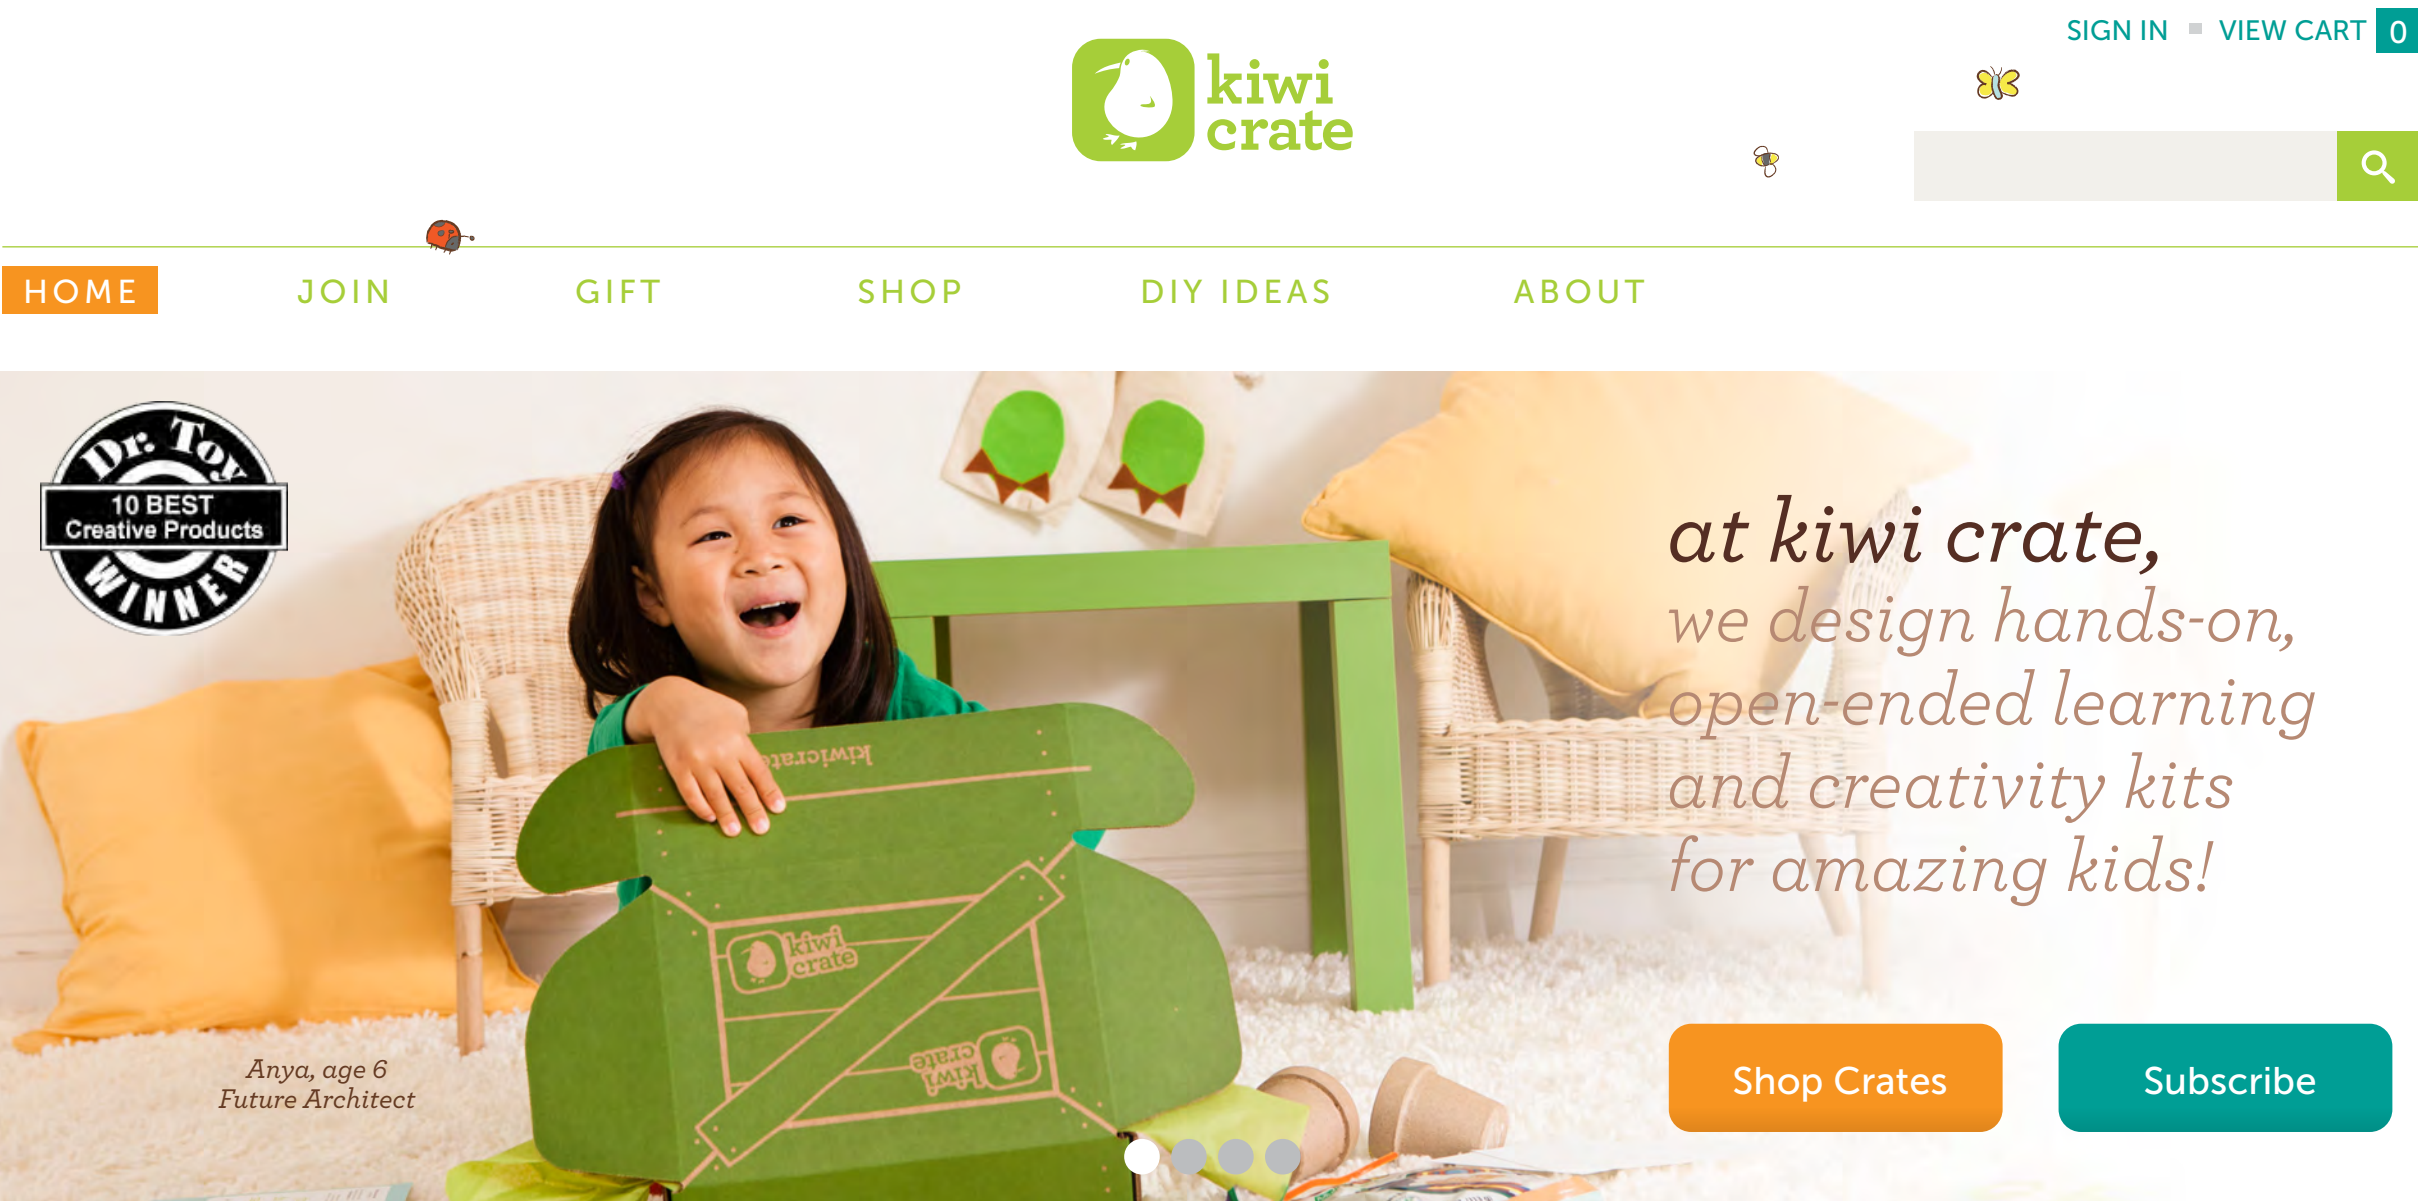 SIGN IN VIEW CART 0
kiwi
crate
HOME JOIN GIFT SHOP DIY IDEAS ABOUT
Dr. Toy
10 BEST
Creative Products
WINNER
at kiwi crate,
we design hands-on,
open-ended learning
and creativity kits
for amazing kids!
kiwicrate
kiwi
crate
kiwi
crate
Anya, age 6
Future Architect
Shop Crates Subscribe